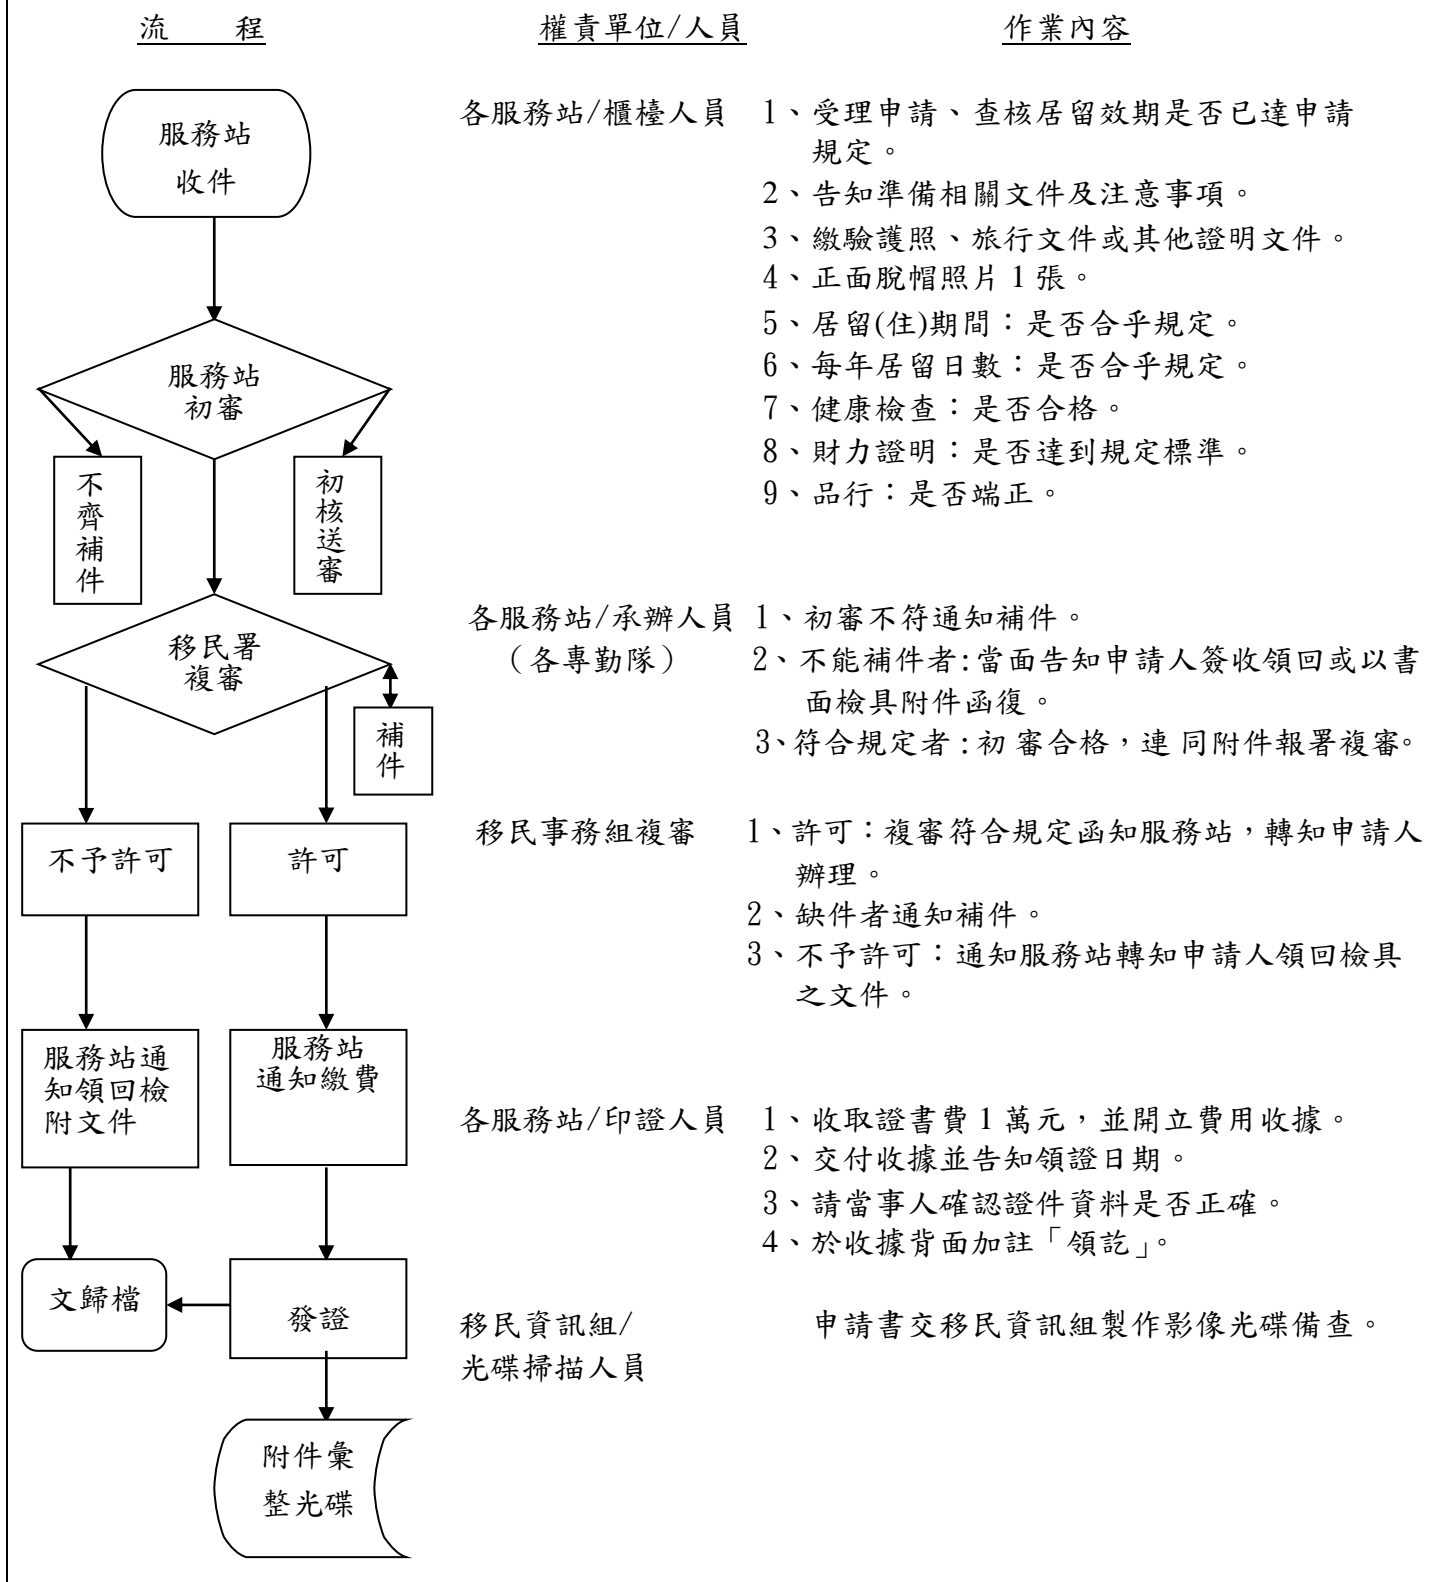 流　　程
權責單位/人員
作業內容
服務站
收件
各服務站/櫃檯人員
1、受理申請、查核居留效期是否已達申請
規定。
2、告知準備相關文件及注意事項。
3、繳驗護照、旅行文件或其他證明文件。
4、正面脫帽照片1張。
5、居留(住)期間：是否合乎規定。
6、每年居留日數：是否合乎規定。
7、健康檢查：是否合格。
8、財力證明：是否達到規定標準。
9、品行：是否端正。
服務站
初審
不齊補件
初核送審
移民署
複審
補件
各服務站/承辦人員
（各專勤隊）
1、初審不符通知補件。
2、不能補件者:當面告知申請人簽收領回或以書
面檢具附件函復。
3、符合規定者:初審合格，連同附件報署複審。
不予許可
許可
移民事務組複審
1、許可：複審符合規定函知服務站，轉知申請人
辦理。
2、缺件者通知補件。
3、不予許可：通知服務站轉知申請人領回檢具
之文件。
服務站通
知領回檢
附文件
服務站
通知繳費
各服務站/印證人員
1、收取證書費1萬元，並開立費用收據。
2、交付收據並告知領證日期。
3、請當事人確認證件資料是否正確。
4、於收據背面加註「領訖」。
文歸檔
發證
移民資訊組/
光碟掃描人員
申請書交移民資訊組製作影像光碟備查。
附件彙
整光碟